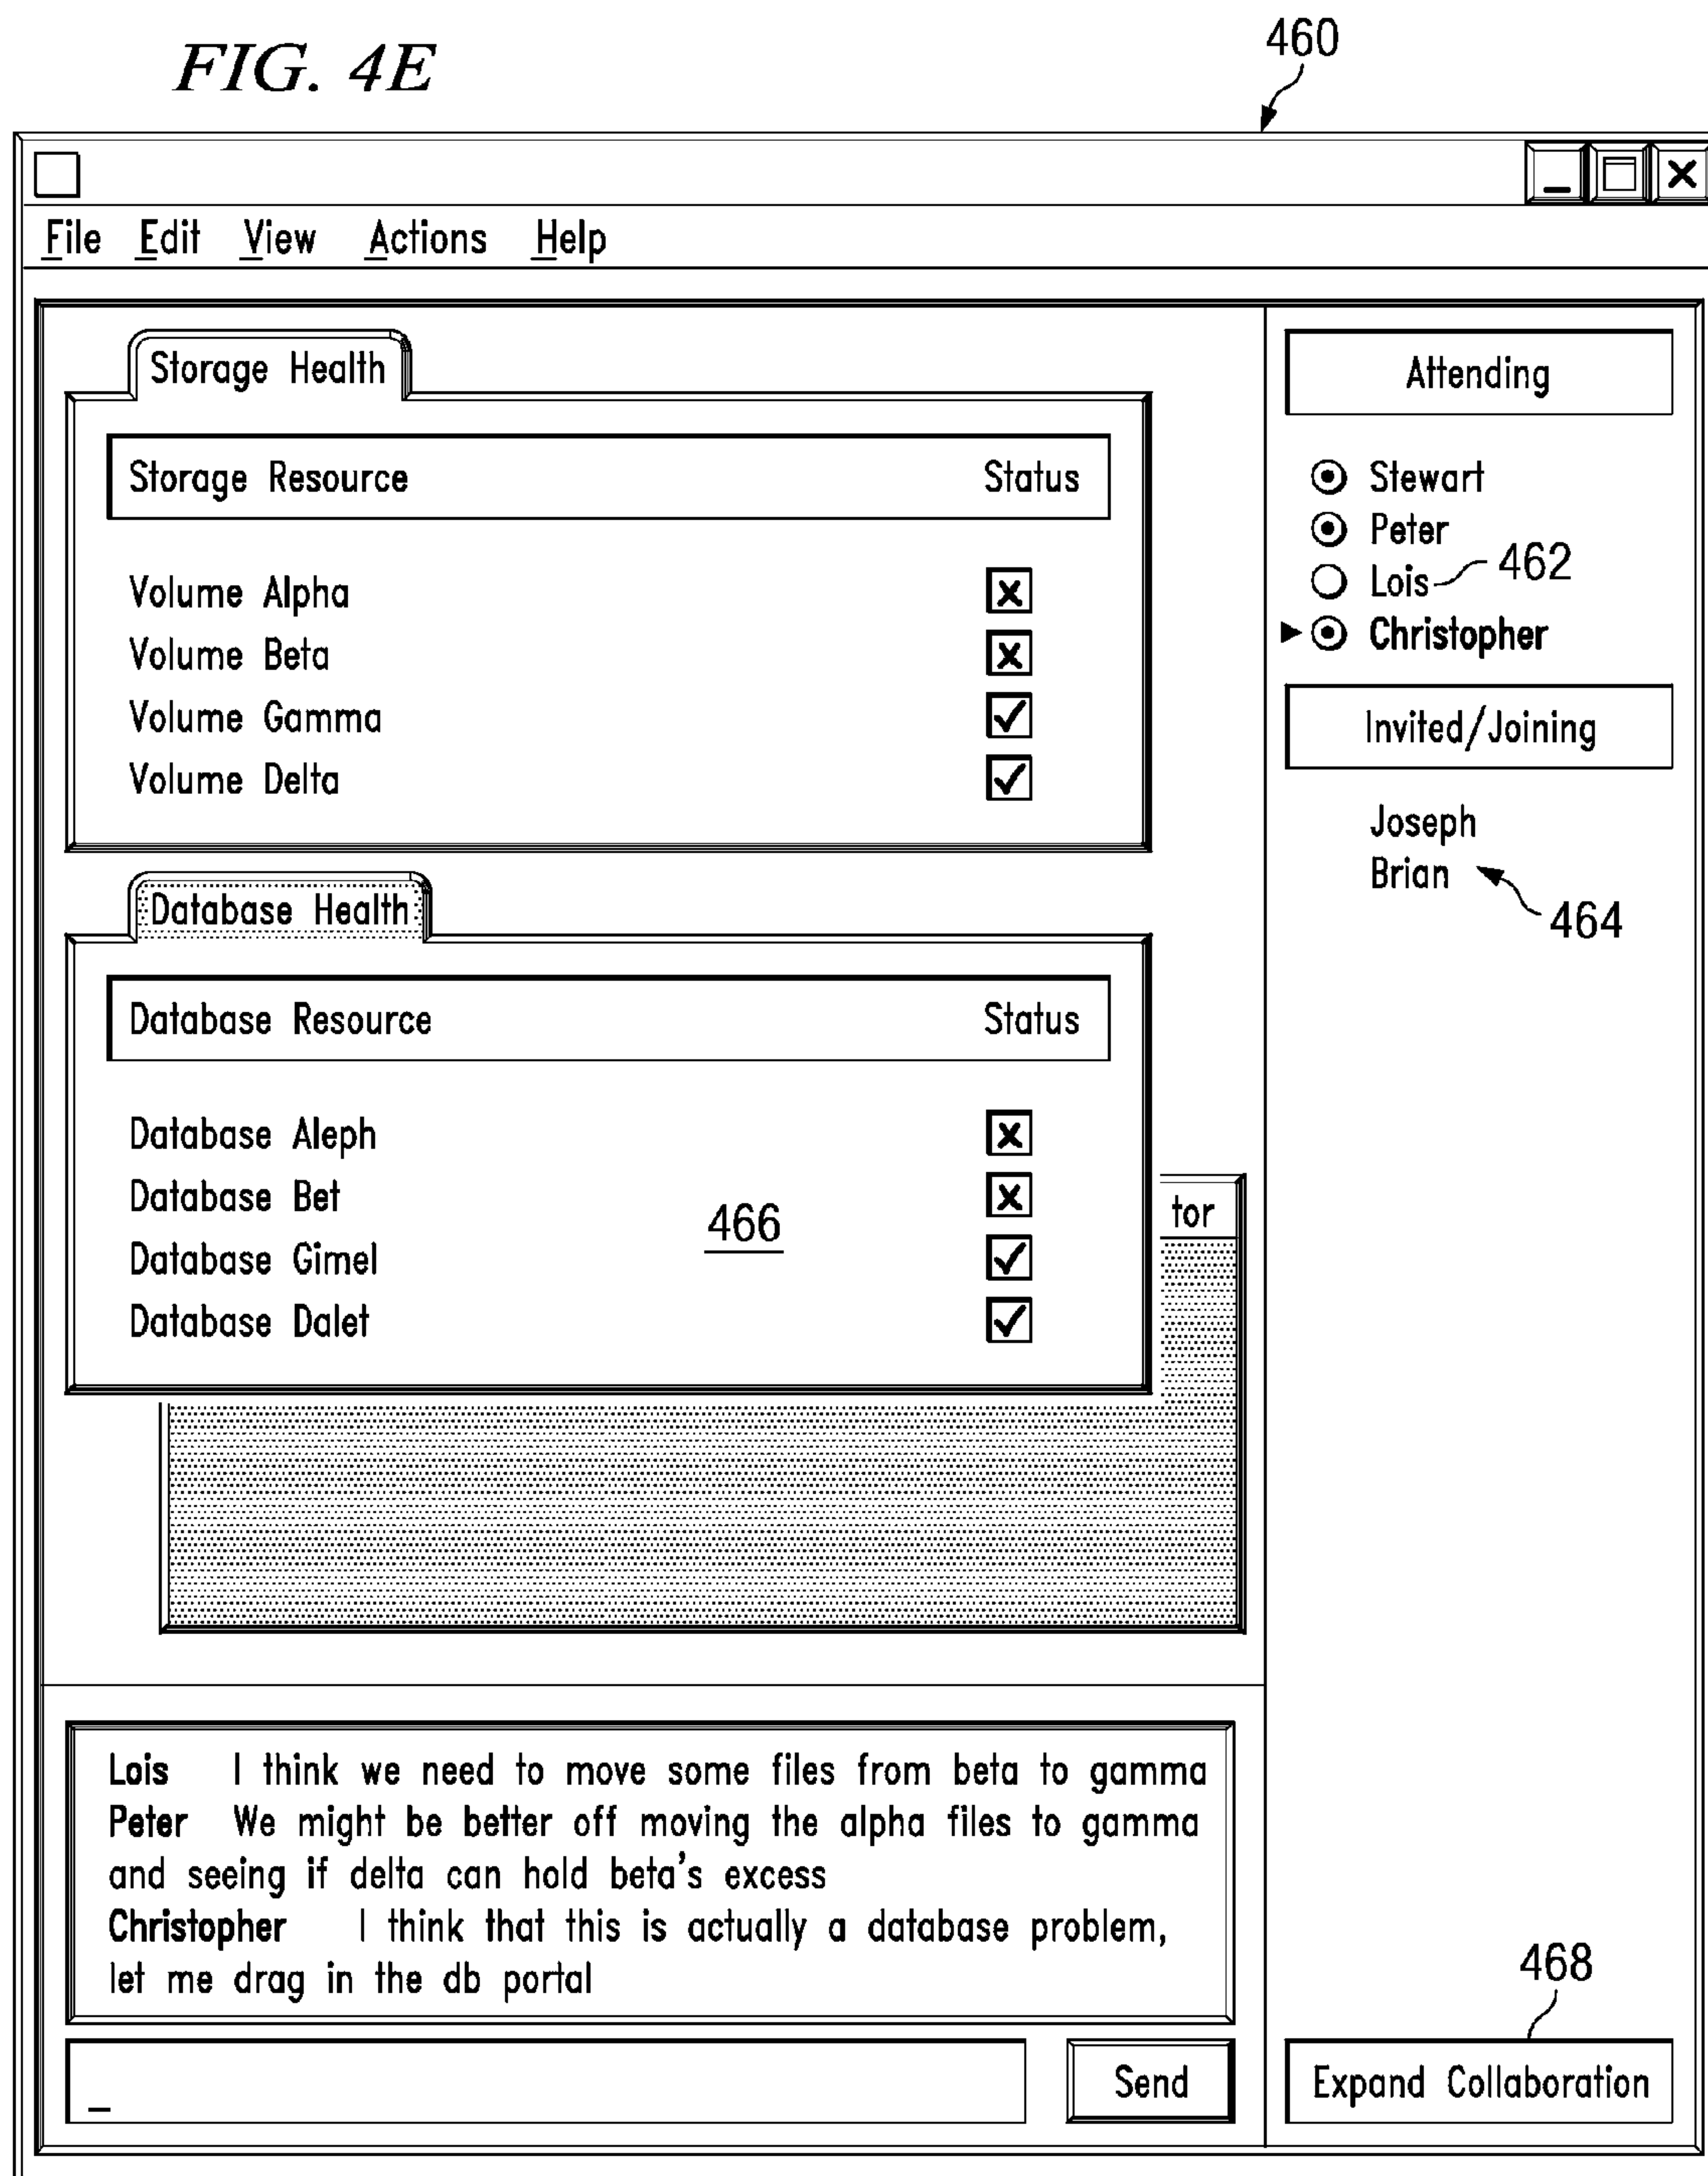 FIG. 4E
460
File Edit View Actions Help
Storage Health
Storage Resource Status
Volume Alpha
Volume Beta
Volume Gamma
Volume Delta
Database Health
Database Resource Status
Database Aleph
Database Bet
Database Gimel
Database Dalet
466
tor
Attending
Stewart
Peter
Lois 462
Christopher
Invited/Joining
Joseph
Brian
464
Lois I think we need to move some files from beta to gamma
Peter We might be better off moving the alpha files to gamma
and seeing if delta can hold beta's excess
Christopher I think that this is actually a database problem,
let me drag in the db portal
Send
468
Expand Collaboration